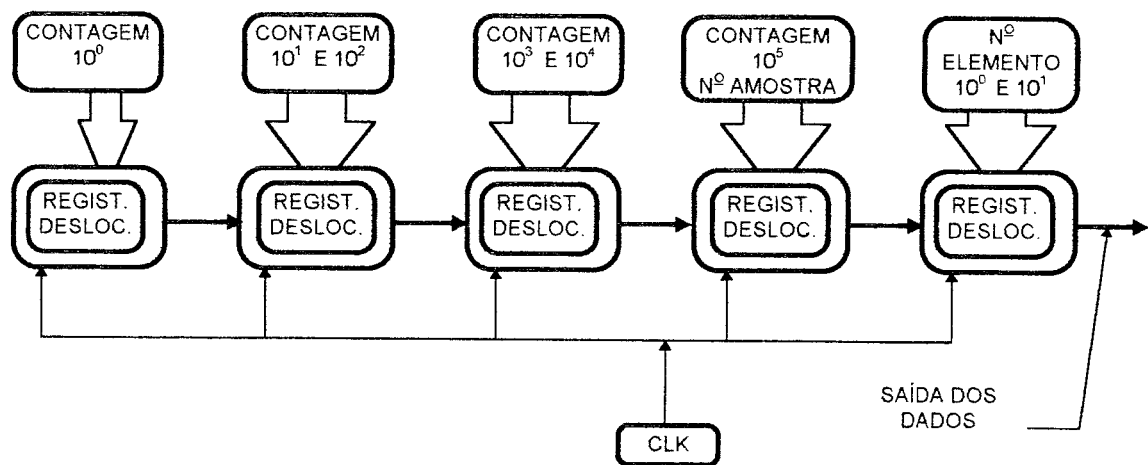 CONTAGEM
10⁰
CONTAGEM
10¹ E 10²
CONTAGEM
10³ E 10⁴
CONTAGEM
10⁵
Nº AMOSTRA
Nº
ELEMENTO
10⁰ E 10¹
REGIST.
DESLOC.
REGIST.
DESLOC.
REGIST.
DESLOC.
REGIST.
DESLOC.
REGIST.
DESLOC.
SAÍDA DOS
DADOS
CLK